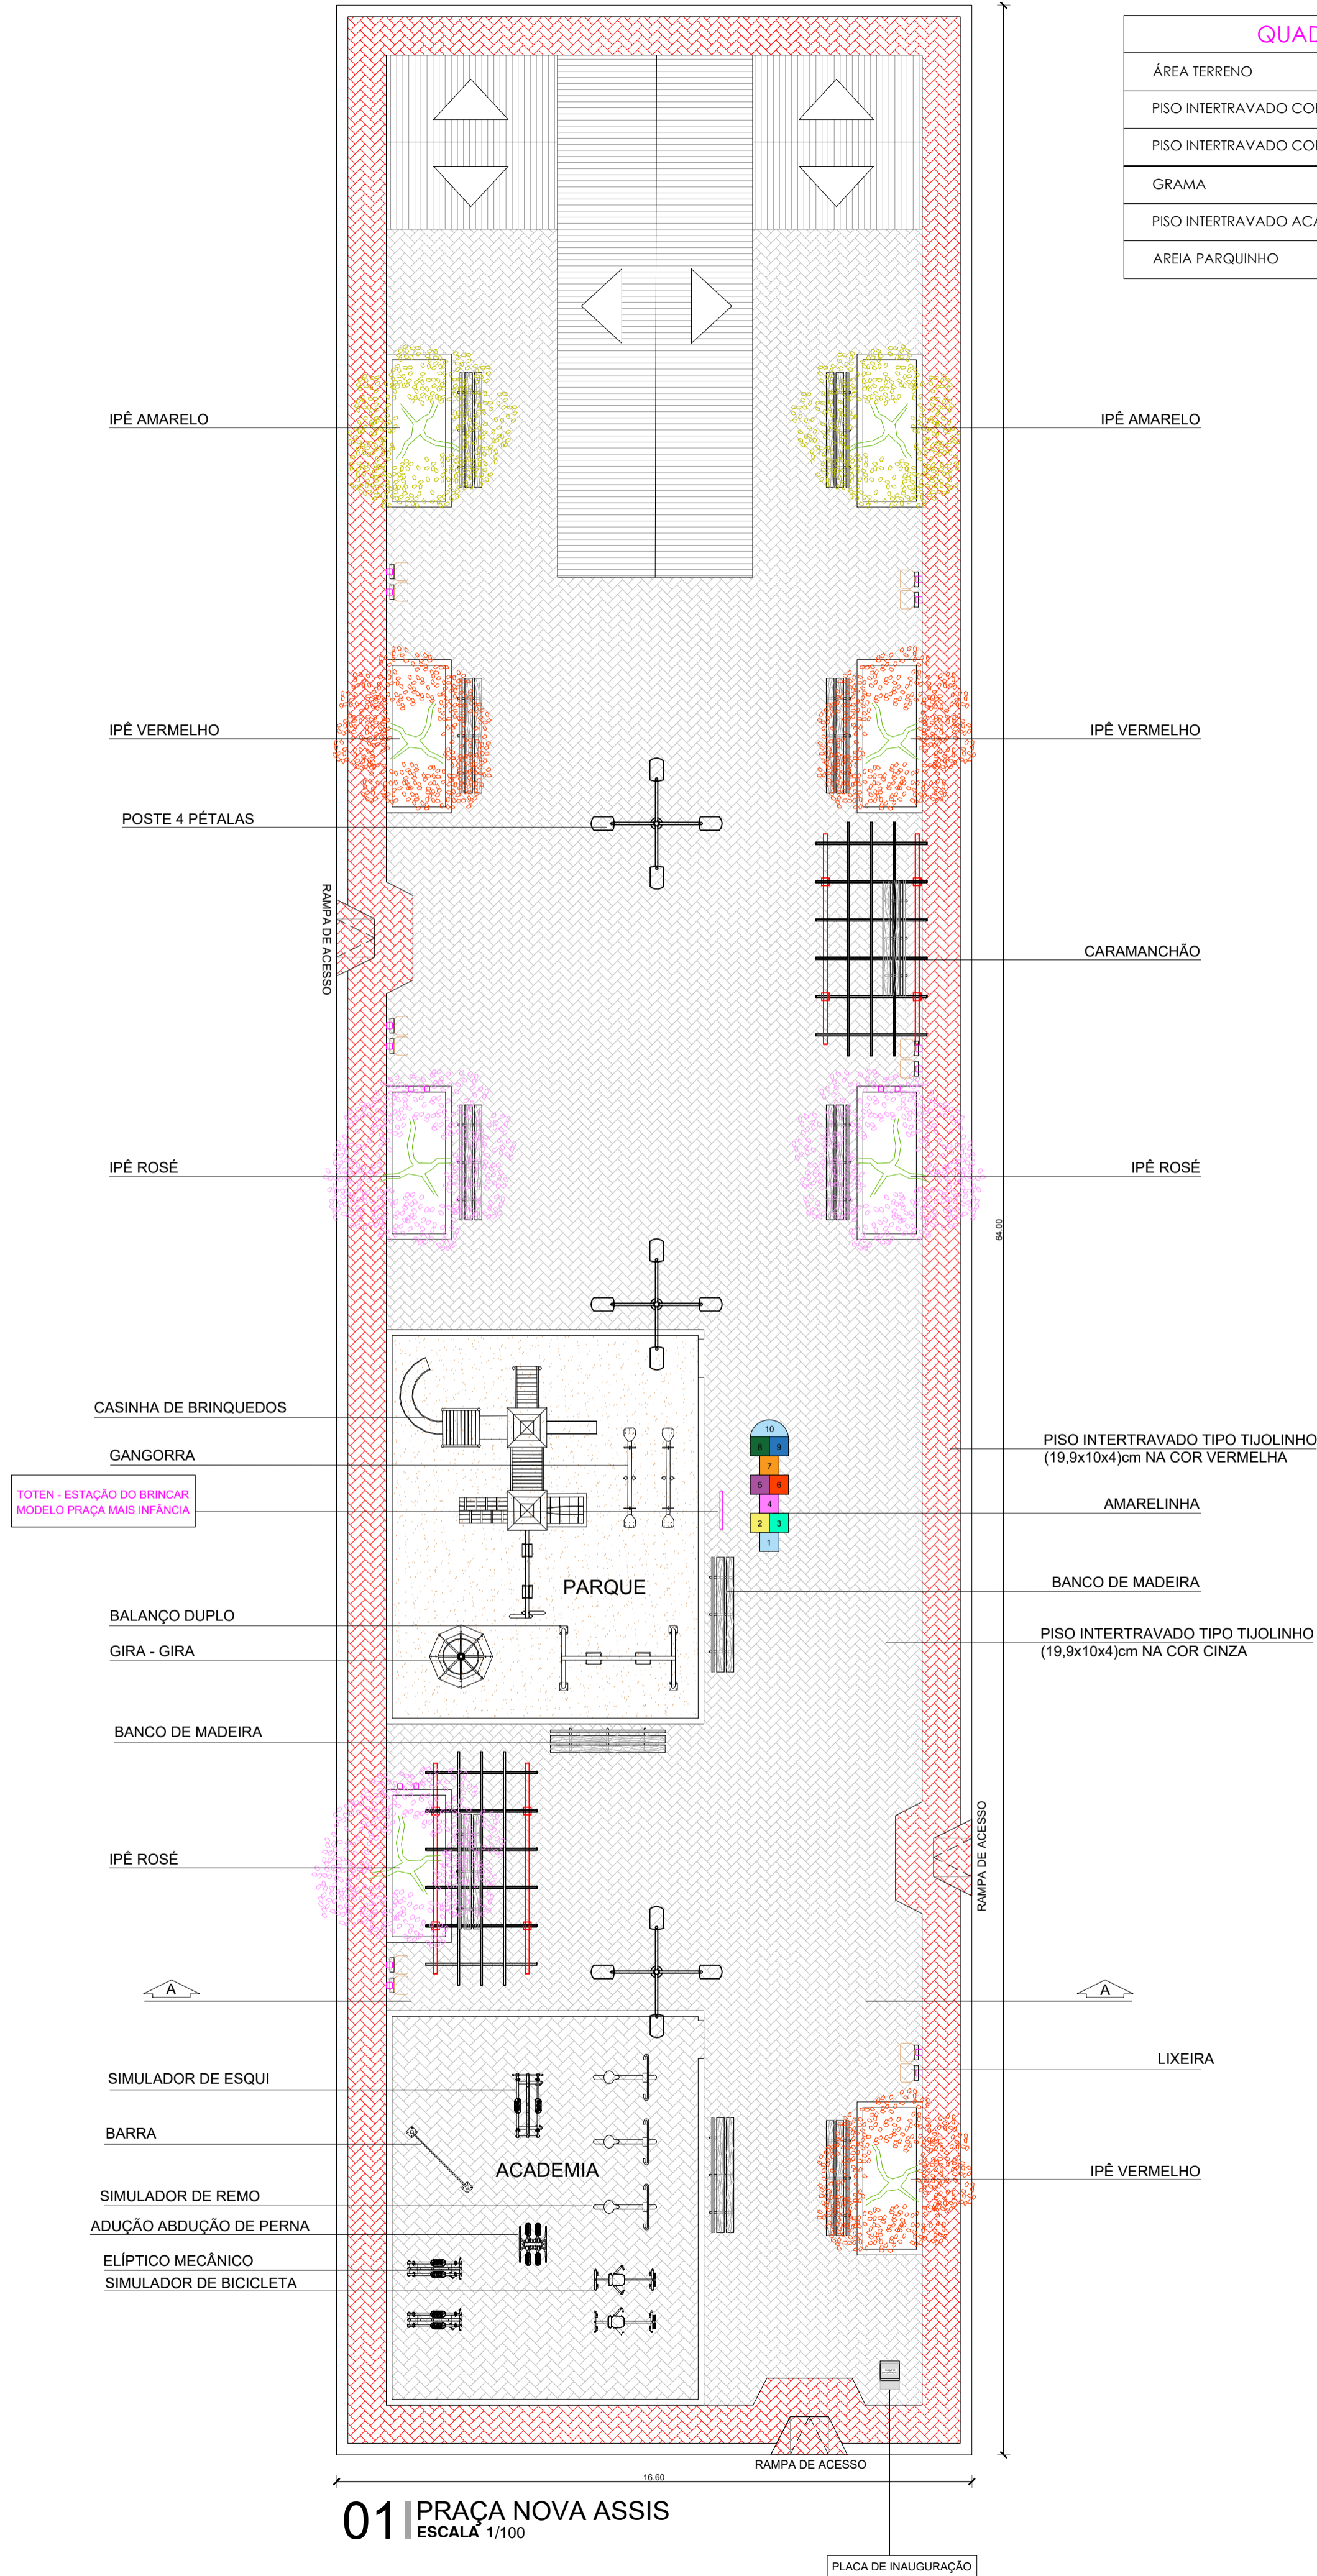 QUAD
ÁREA TERRENO
PISO INTERTRAVADO
PISO INTERTRAVADO
GRAMA
PISO INTERTRAVADO
AREIA PARQUINHO
IPÊ AMARELO
IPÊ AMARELO
IPÊ VERMELHO
IPÊ VERMELHO
POSTE 4 PÉTALAS
RAMPA DE ACESSO
CARAMANCHÃO
IPÊ ROSÉ
IPÊ ROSÉ
64.00
CASINHA DE BRINQUEDOS
GANGORRA
TOTEN - ESTAÇÃO DO BRINCAR
MODELO PRAÇA MAIS INFÂNCIA
10
8 9
7
5 6
4
2 3
1
PISO INTERTRAVADO TIPO TIJOLINHO
(19,9x10x4)cm NA COR VERMELHA
AMARELINHA
PARQUE
BANCO DE MADEIRA
BALANÇO DUPLO
GIRA - GIRA
PISO INTERTRAVADO TIPO TIJOLINHO
(19,9x10x4)cm NA COR CINZA
BANCO DE MADEIRA
IPÊ ROSÉ
RAMPA DE ACESSO
A
A
LIXEIRA
SIMULADOR DE ESQUI
BARRA
ACADEMIA
IPÊ VERMELHO
SIMULADOR DE REMO
ADUÇÃO ABDUÇÃO DE PERNA
ELÍPTICO MECÂNICO
SIMULADOR DE BICICLETA
RAMPA DE ACESSO
16.60
01 PRAÇA NOVA ASSIS
ESCALA 1/100
PLACA DE INAUGURAÇÃO